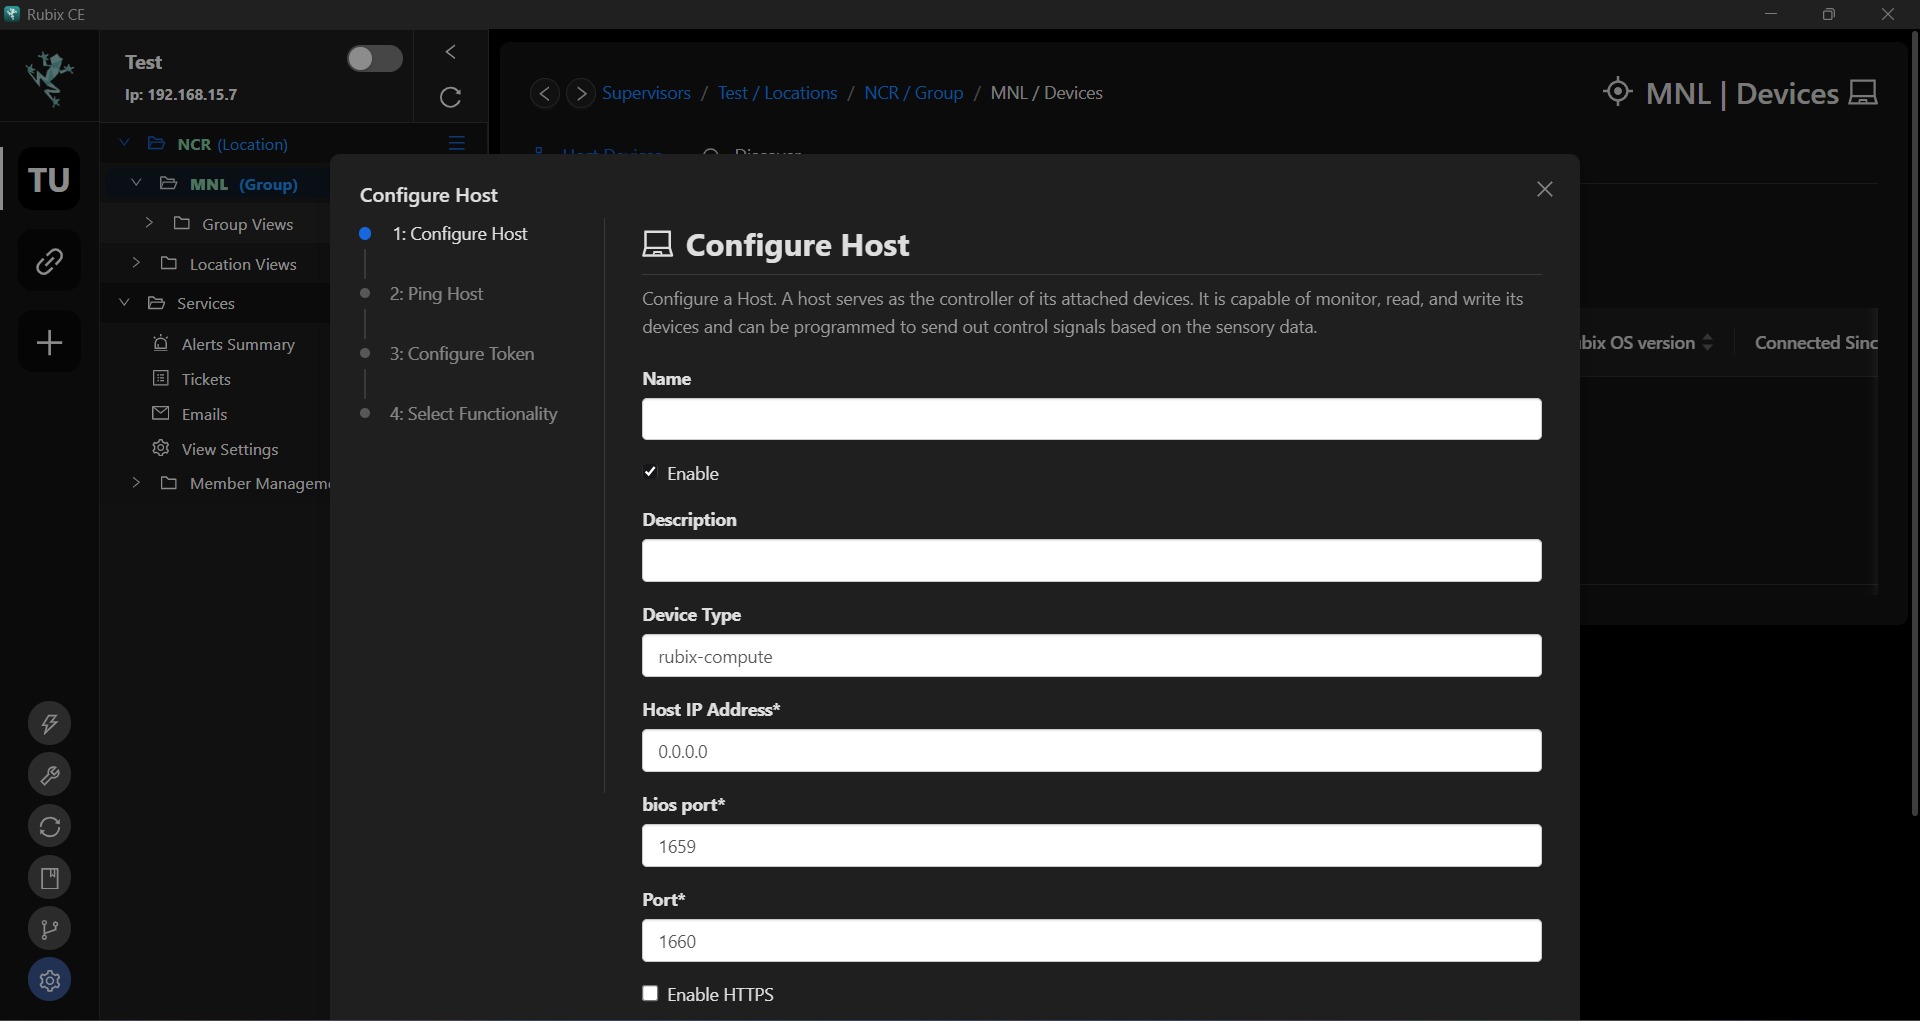 Rubix CE
Test
Ip: 192.168.15.7
Supervisors / Test / Locations / NCR / Group / MNL / Devices
MNL | Devices
NCR (Location)
TU
MNL (Group)
Group Views
Location Views
Services
Alerts Summary
Tickets
Emails
View Settings
Member Managem
Configure Host
1: Configure Host
2: Ping Host
3: Configure Token
4: Select Functionality
Configure Host
Configure a Host. A host serves as the controller of its attached devices. It is capable of monitor, read, and write its
devices and can be programmed to send out control signals based on the sensory data.
Name
Enable
Description
Device Type
rubix-compute
Host IP Address*
0.0.0.0
bios port*
1659
Port*
1660
Enable HTTPS
bix OS version
Connected Sinc